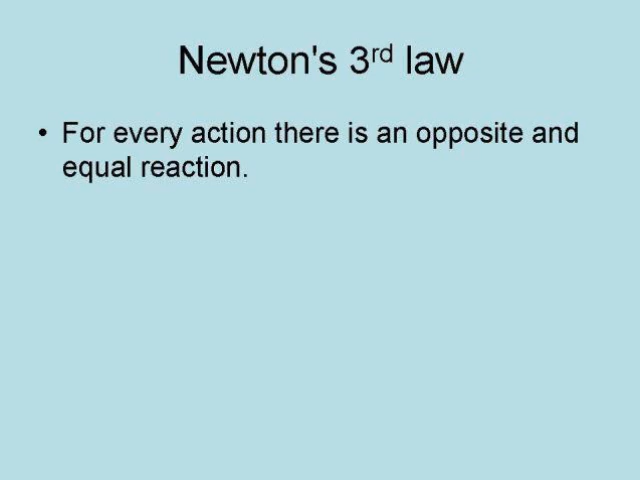 Newton's 3rd law
• For every action there is an opposite and
equal reaction.